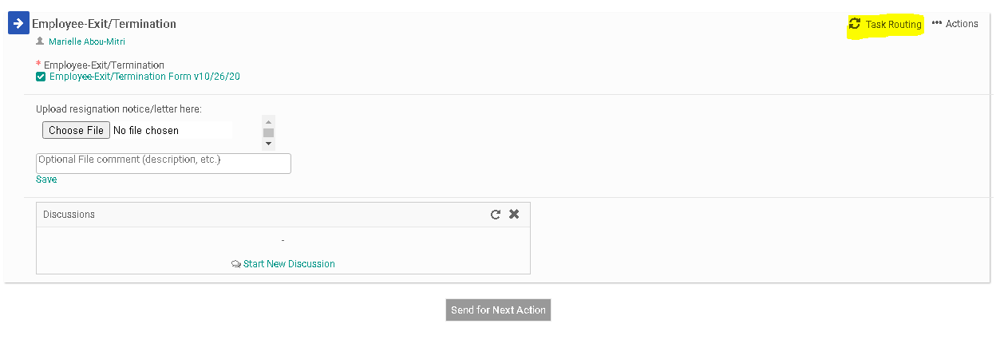 Employee-Exit/Termination
Task Routing
••• Actions
Marielle Abou-Mitri
* Employee-Exit/Termination
Employee-Exit/Termination Form v10/26/20
Upload resignation notice/letter here:
Choose File No file chosen
Optional File comment (description, etc.)
Save
Discussions
-
Start New Discussion
Send for Next Action